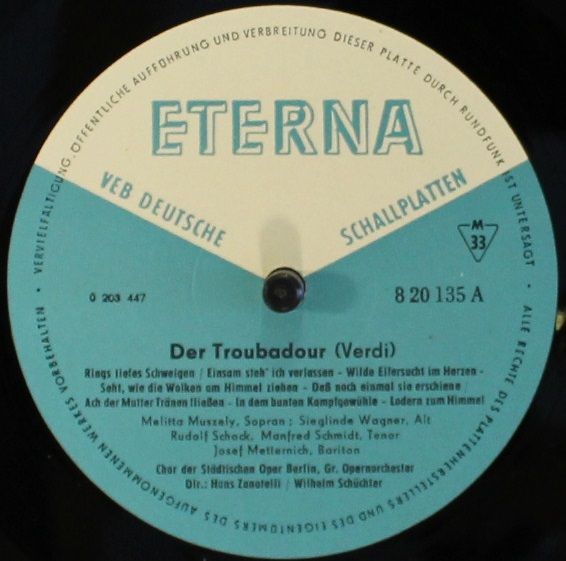 VERVIELFÄLTIGUNG, ÖFFENTLICHE AUFFÜHRUNG UND VERBREITUNG DIESER PLATTE DURCH RUNDFUNK IST UNTERSAGT •
ETERNA
VEB DEUTSCHE
SCHALLPLATTEN
M
33
0 203 447
8 20 135 A
Der Troubadour (Verdi)
Rings tiefes Schweigen / Einsam steh' ich verlassen - Wilde Eifersucht im Herzen -
Seht, wie die Wolken am Himmel ziehen - Daß noch einmal sie erschiene /
Ach der Mutter Tränen fließen - In dem bunten Kampfgewühle - Lodern zum Himmel
Melitta Muszely, Sopran ; Sieglinde Wagner, Alt
Rudolf Schock, Manfred Schmidt, Tenor
Josef Metternich, Bariton
Chor der Städtischen Oper Berlin, Gr. Opernorchester
Dir.: Hans Zanotelli / Wilhelm Schüchter
ALLE RECHTE DES PLATTENHERSTELLERS UND DES EIGENTÜMERS DES AUFGENOMMENEN WERKES VORBEHALTEN •